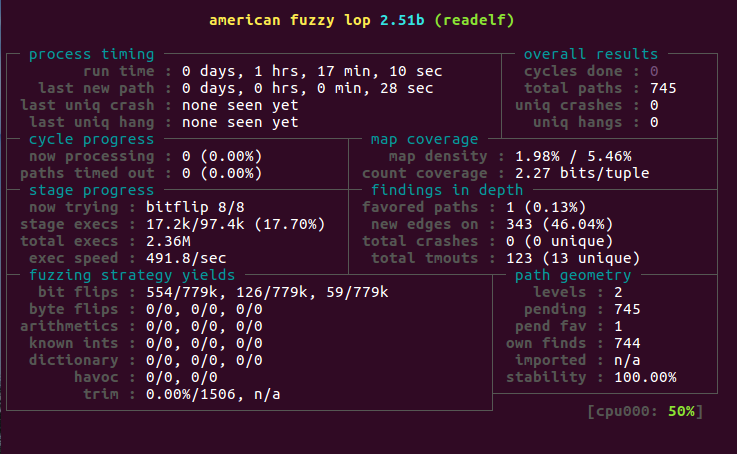 american fuzzy lop 2.51b (readelf)
process timing
run time : 0 days, 1 hrs, 17 min, 10 sec
last new path : 0 days, 0 hrs, 0 min, 28 sec
last uniq crash : none seen yet
last uniq hang : none seen yet
overall results
cycles done : 0
total paths : 745
uniq crashes : 0
uniq hangs : 0
cycle progress
now processing : 0 (0.00%)
paths timed out : 0 (0.00%)
map coverage
map density : 1.98% / 5.46%
count coverage : 2.27 bits/tuple
stage progress
now trying : bitflip 8/8
stage execs : 17.2k/97.4k (17.70%)
total execs : 2.36M
exec speed : 491.8/sec
findings in depth
favored paths : 1 (0.13%)
new edges on : 343 (46.04%)
total crashes : 0 (0 unique)
total tmouts : 123 (13 unique)
fuzzing strategy yields
bit flips : 554/779k, 126/779k, 59/779k
byte flips : 0/0, 0/0, 0/0
arithmetics : 0/0, 0/0, 0/0
known ints : 0/0, 0/0, 0/0
dictionary : 0/0, 0/0, 0/0
havoc : 0/0, 0/0
trim : 0.00%/1506, n/a
path geometry
levels : 2
pending : 745
pend fav : 1
own finds : 744
imported : n/a
stability : 100.00%
[cpu000: 50%]